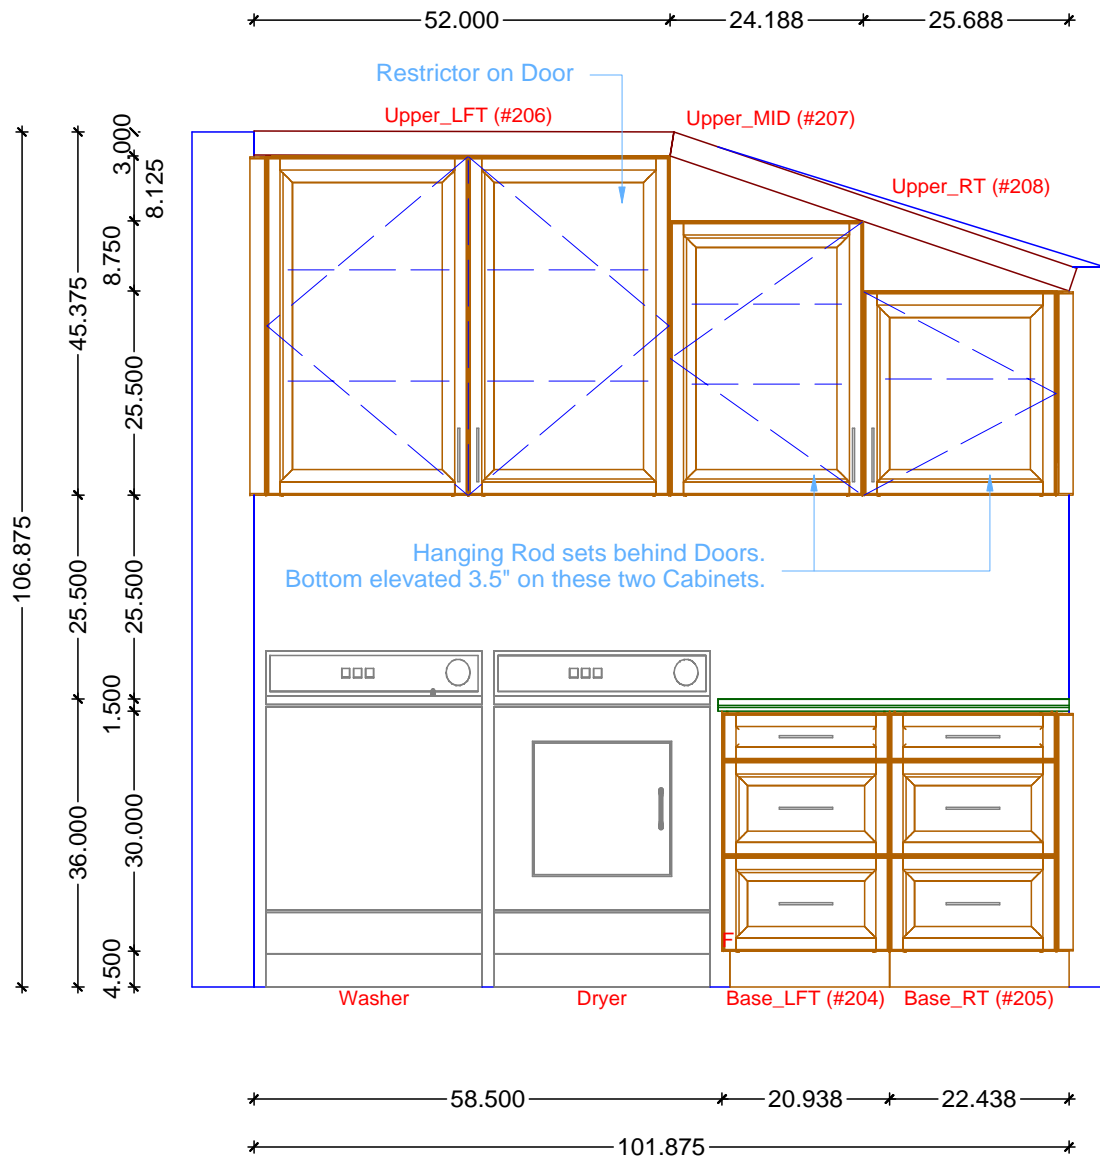 52.000
24.188
25.688
Restrictor on Door
Upper_LFT (#206)
Upper_MID (#207)
Upper_RT (#208)
3.000
8.125
8.750
45.375
25.500
106.875
Hanging Rod sets behind Doors.
Bottom elevated 3.5" on these two Cabinets.
25.500
25.500
1.500
36.000
30.000
4.500
F
Washer
Dryer
Base_LFT (#204)
Base_RT (#205)
58.500
20.938
22.438
101.875